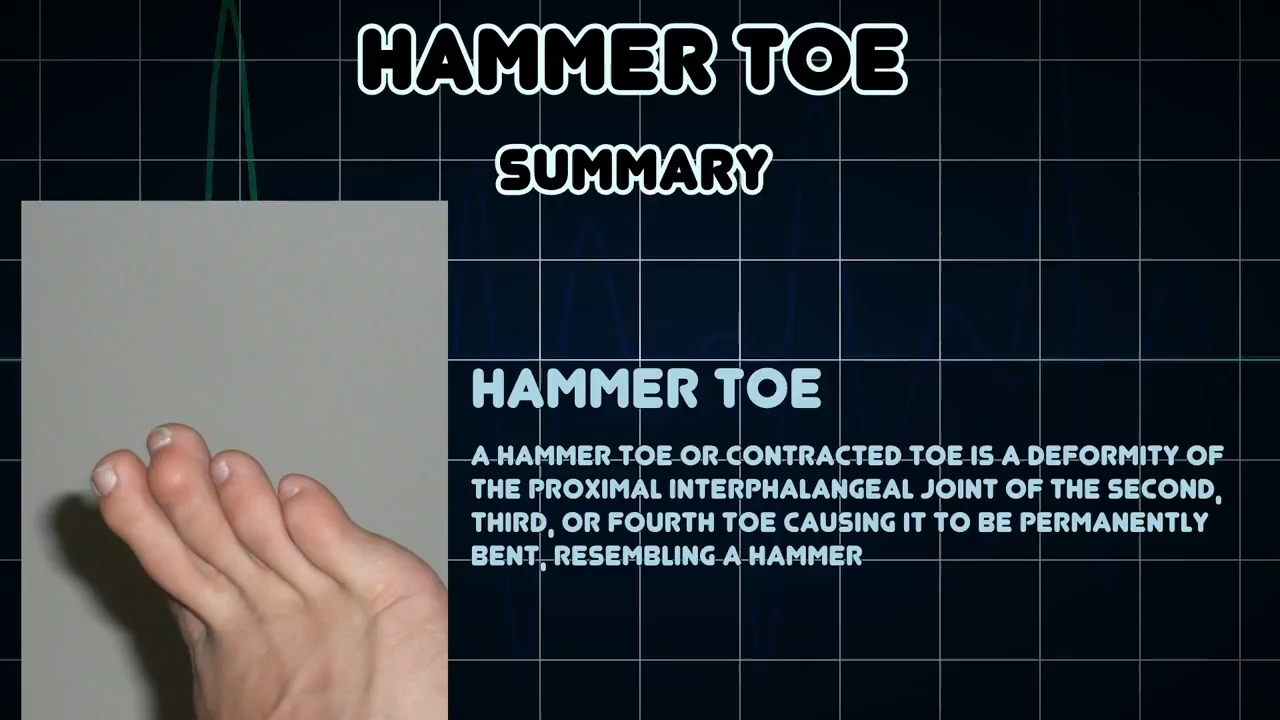 HAMMER TOE
SUMMARY
HAMMER TOE
A HAMMER TOE OR CONTRACTED TOE IS A DEFORMITY OF
THE PROXIMAL INTERPHALANGEAL JOINT OF THE SECOND,
THIRD, OR FOURTH TOE CAUSING IT TO BE PERMANENTLY
BENT, RESEMBLING A HAMMER